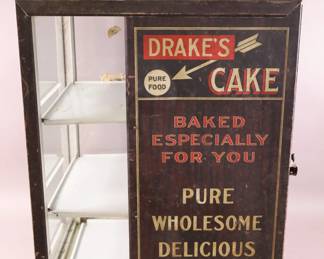 DRAKE'S
PURE
FOOD
CAKE
BAKED
ESPECIALLY
FOR YOU
PURE
WHOLESOME
DELICIOUS